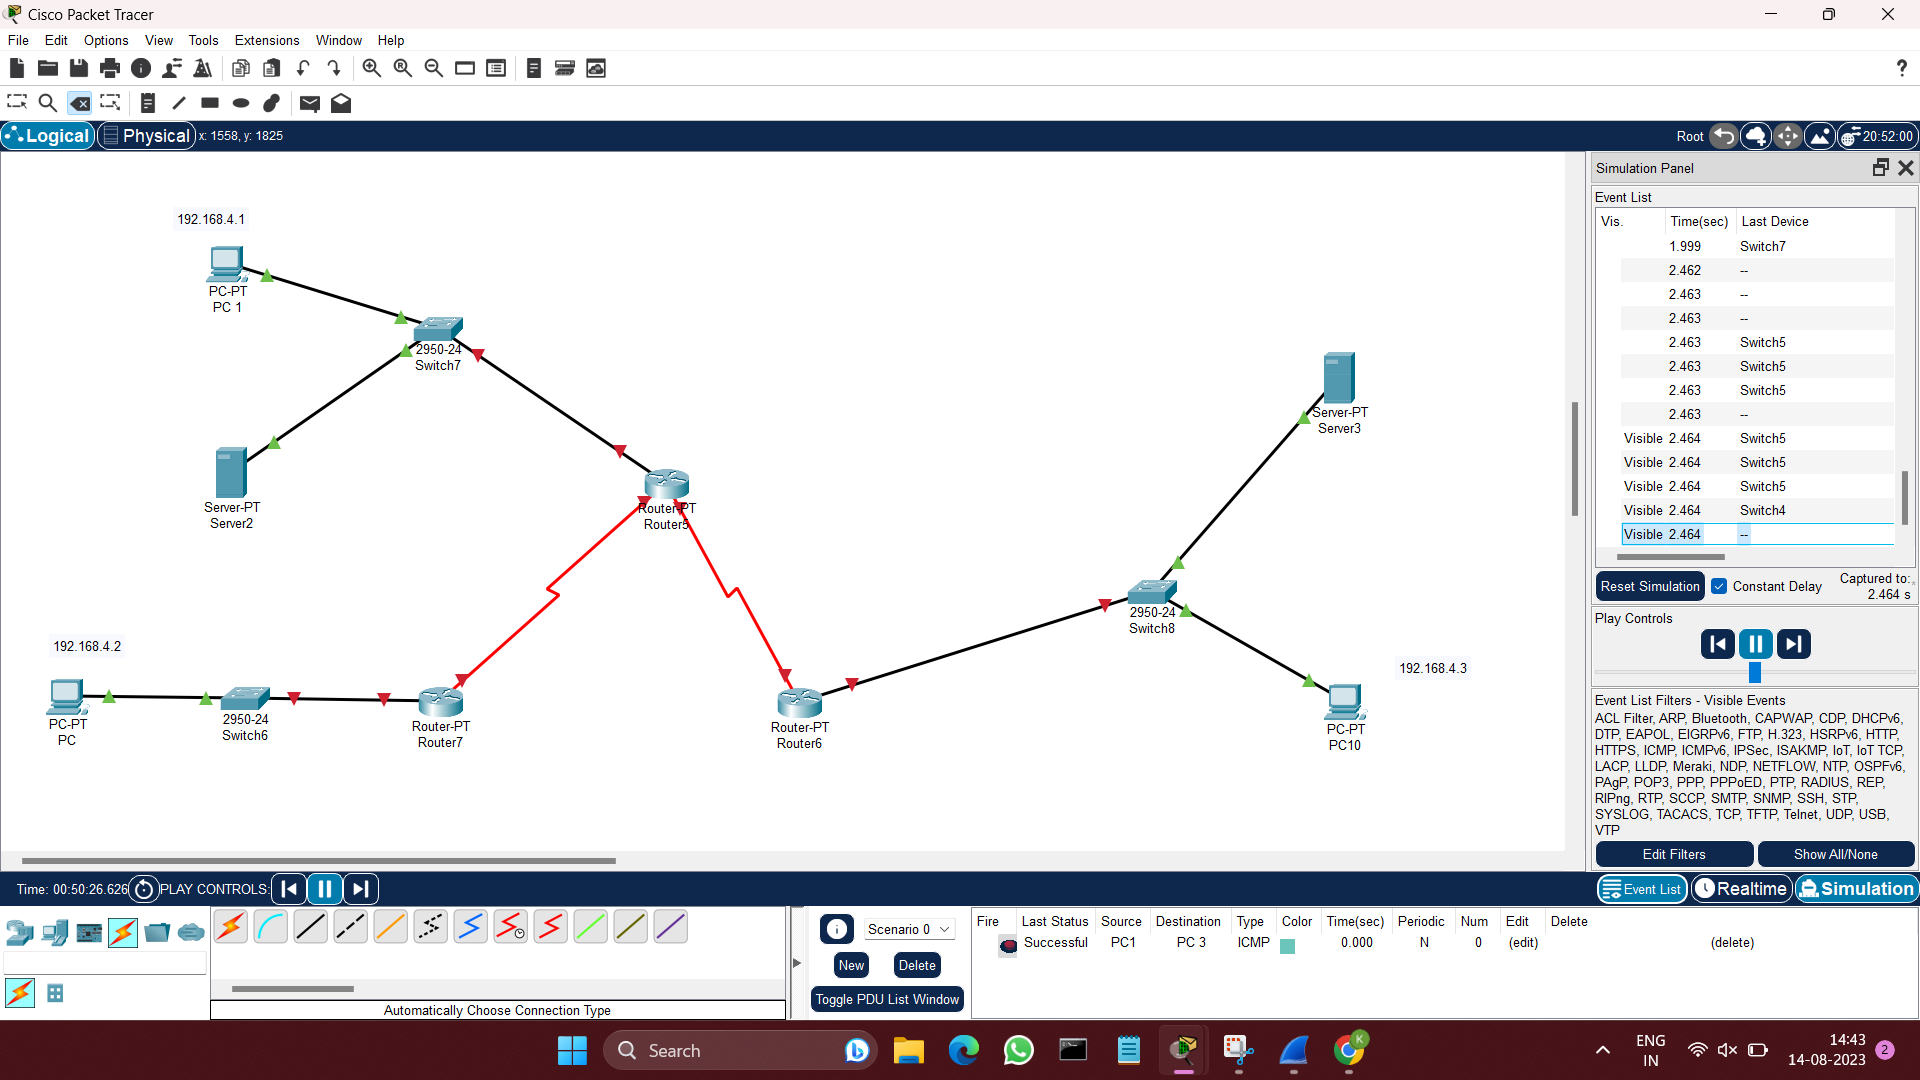 Cisco Packet Tracer
File Edit Options View Tools Extensions Window Help
?
Logical Physical x: 1558, y: 1825 Root 20:52:00
Simulation Panel
Event List
Vis. Time(sec) Last Device
1.999 Switch7
2.462 --
2.463 --
2.463 --
2.463 Switch5
2.463 Switch5
2.463 Switch5
2.463 --
Visible 2.464 Switch5
Visible 2.464 Switch5
Visible 2.464 Switch5
Visible 2.464 Switch4
Visible 2.464 --
Reset Simulation Constant Delay Captured to:
2.464 s
Play Controls
Event List Filters - Visible Events
ACL Filter, ARP, Bluetooth, CAPWAP, CDP, DHCPv6,
DTP, EAPOL, EIGRPv6, FTP, H.323, HSRPv6, HTTP,
HTTPS, ICMP, ICMPv6, IPSec, ISAKMP, IoT, IoT TCP,
LACP, LLDP, Meraki, NDP, NETFLOW, NTP, OSPFv6,
PAgP, POP3, PPP, PPPoED, PTP, RADIUS, REP,
RIPng, RTP, SCCP, SMTP, SNMP, SSH, STP,
SYSLOG, TACACS, TCP, TFTP, Telnet, UDP, USB,
VTP
Edit Filters Show All/None
192.168.4.1
PC-PT
PC 1
2950-24
Switch7
Server-PT
Server2
Router-PT
Router5
Server-PT
Server3
2950-24
Switch8
192.168.4.2
PC-PT
PC
2950-24
Switch6
Router-PT
Router7
Router-PT
Router6
192.168.4.3
PC-PT
PC10
Time: 00:50:26.626 PLAY CONTROLS: Event List Realtime Simulation
Automatically Choose Connection Type
Scenario 0
New Delete
Toggle PDU List Window
Fire Last Status Source Destination Type Color Time(sec) Periodic Num Edit Delete
Successful PC1 PC 3 ICMP 0.000 N 0 (edit) (delete)
Search
K
ENG
IN
14:43
14-08-2023
2